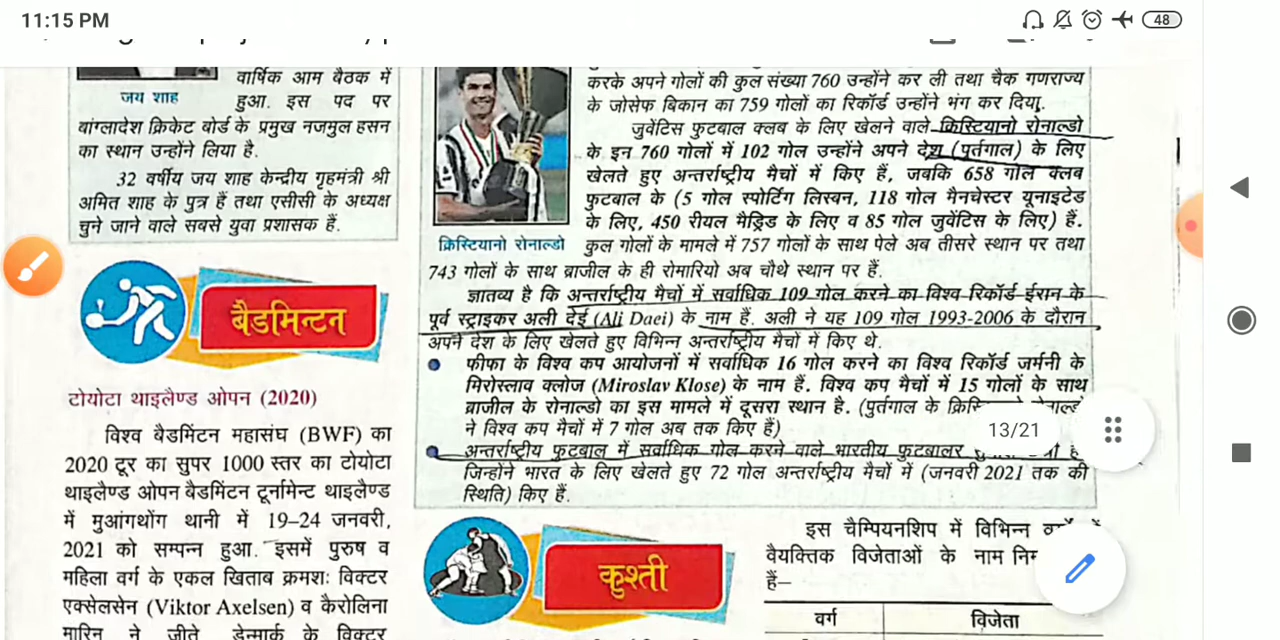 11:15 PM
48
वार्षिक आम बैठक में
जय शाह
हुआ. इस पद पर
बांग्लादेश क्रिकेट बोर्ड के प्रमुख नजमुल हसन
का स्थान उन्होंने लिया है.
32 वर्षीय जय शाह केन्द्रीय गृहमंत्री श्री
अमित शाह के पुत्र हैं तथा एसीसी के अध्यक्ष
चुने जाने वाले सबसे युवा प्रशासक हैं.
बैडमिन्टन
टोयोटा थाइलैण्ड ओपन (2020)
विश्व बैडमिंटन महासंघ (BWF) का
2020 टूर का सुपर 1000 स्तर का टोयोटा
थाइलैण्ड ओपन बैडमिंटन टूर्नामेन्ट थाइलैण्ड
में मुआंगथोंग थानी में 19–24 जनवरी,
2021 को सम्पन्न हुआ. इसमें पुरुष व
महिला वर्ग के एकल खिताब क्रमशः विक्टर
एक्सेलसेन (Viktor Axelsen) व कैरोलिना
मारिन ने जीते. डेन्मार्क के विक्टर
करके अपने गोलों की कुल संख्या 760 उन्होंने कर ली तथा चैक गणराज्य
के जोसेफ बिकान का 759 गोलों का रिकॉर्ड उन्होंने भंग कर दिया.
जुवेंटिस फुटबाल क्लब के लिए खेलने वाले क्रिस्टियानो रोनाल्डो
के इन 760 गोलों में 102 गोल उन्होंने अपने देश (पुर्तगाल) के लिए
खेलते हुए अन्तर्राष्ट्रीय मैचों में किए हैं, जबकि 658 गोल क्लब
फुटबाल के (5 गोल स्पोर्टिंग लिस्बन, 118 गोल मैनचेस्टर यूनाइटेड
के लिए, 450 रीयल मैड्रिड के लिए व 85 गोल जुवेंटिस के लिए) हैं.
क्रिस्टियानो रोनाल्डो
कुल गोलों के मामले में 757 गोलों के साथ पेले अब तीसरे स्थान पर तथा
743 गोलों के साथ ब्राजील के ही रोमारियो अब चौथे स्थान पर हैं.
ज्ञातव्य है कि अन्तर्राष्ट्रीय मैचों में सर्वाधिक 109 गोल करने का विश्व रिकॉर्ड ईरान के
पूर्व स्ट्राइकर अली देई (Ali Daei) के नाम हैं. अली ने यह 109 गोल 1993-2006 के दौरान
अपने देश के लिए खेलते हुए विभिन्न अन्तर्राष्ट्रीय मैचों में किए थे.
फीफा के विश्व कप आयोजनों में सर्वाधिक 16 गोल करने का विश्व रिकॉर्ड जर्मनी के
मिरोस्लाव क्लोज (Miroslav Klose) के नाम हैं. विश्व कप मैचों में 15 गोलों के साथ
ब्राजील के रोनाल्डो का इस मामले में दूसरा स्थान है. (पुर्तगाल के
ने विश्व कप मैचों में 7 गोल अब तक किए हैं)
13/21
अन्तर्राष्ट्रीय फुटबाल में सर्वाधिक गोल करने वाले भारतीय फुटबालर
जिन्होंने भारत के लिए खेलते हुए 72 गोल अन्तर्राष्ट्रीय मैचों में (जनवरी 2021 तक की
स्थिति) किए हैं.
कुश्ती
इस चैम्पियनशिप में विभिन्न
वैयक्तिक विजेताओं के नाम
हैं–
वर्ग विजेता